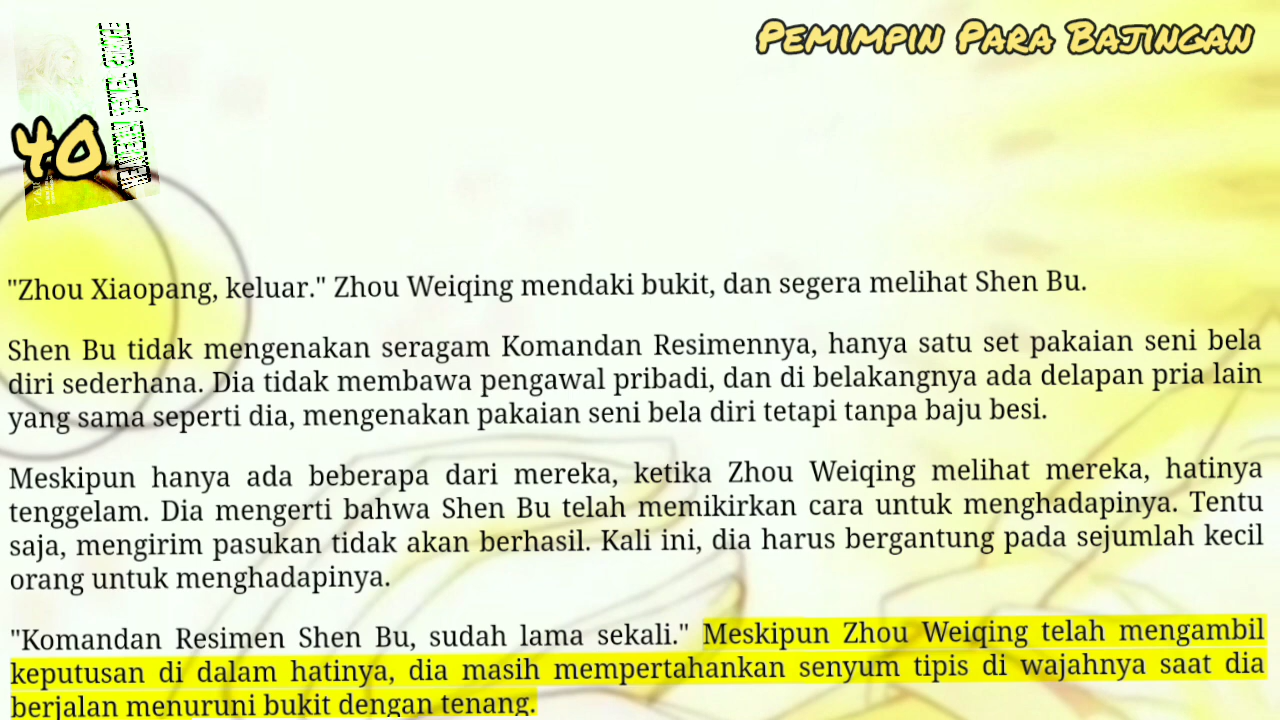 Pemimpin Para Bajingan
40
"Zhou Xiaopang, keluar." Zhou Weiqing mendaki bukit, dan segera melihat Shen Bu.
Shen Bu tidak mengenakan seragam Komandan Resimennya, hanya satu set pakaian seni bela
diri sederhana. Dia tidak membawa pengawal pribadi, dan di belakangnya ada delapan pria lain
yang sama seperti dia, mengenakan pakaian seni bela diri tetapi tanpa baju besi.
Meskipun hanya ada beberapa dari mereka, ketika Zhou Weiqing melihat mereka, hatinya
tenggelam. Dia mengerti bahwa Shen Bu telah memikirkan cara untuk menghadapinya. Tentu
saja, mengirim pasukan tidak akan berhasil. Kali ini, dia harus bergantung pada sejumlah kecil
orang untuk menghadapinya.
"Komandan Resimen Shen Bu, sudah lama sekali." Meskipun Zhou Weiqing telah mengambil
keputusan di dalam hatinya, dia masih mempertahankan senyum tipis di wajahnya saat dia
berjalan menuruni bukit dengan tenang.